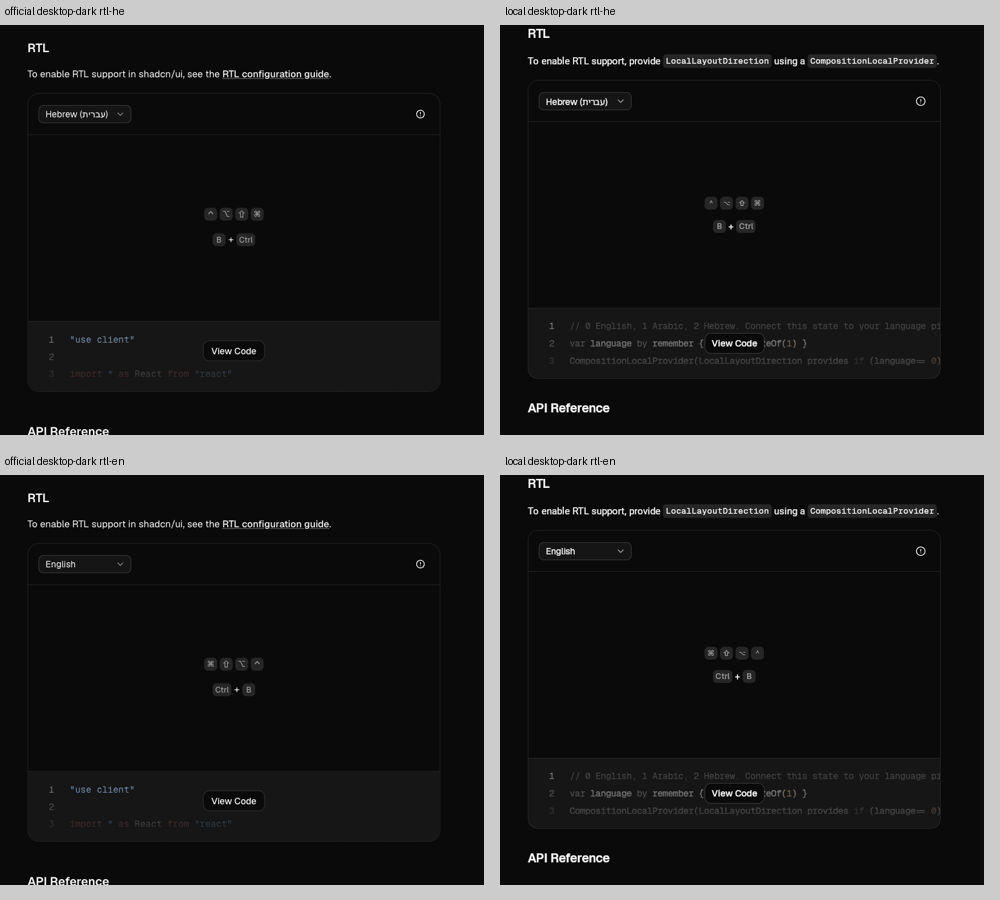 official desktop-dark rtl-he
RTL
To enable RTL support in shadcn/ui, see the RTL configuration guide.
Hebrew (עברית)
^ ⌥ ⇧ ⌘
B + Ctrl
1 "use client"
2
View Code
3 import * as React from "react"
API Reference
local desktop-dark rtl-he
RTL
To enable RTL support, provide LocalLayoutDirection using a CompositionLocalProvider.
Hebrew (עברית)
^ ⌥ ⇧ ⌘
B + Ctrl
1 // 0 English, 1 Arabic, 2 Hebrew. Connect this state to your language pi
2 var language by remember { eOf(1) }
View Code
3 CompositionLocalProvider(LocalLayoutDirection provides if (language== 0)
API Reference
official desktop-dark rtl-en
RTL
To enable RTL support in shadcn/ui, see the RTL configuration guide.
English
⌘ ⇧ ⌥ ^
Ctrl + B
1 "use client"
2
View Code
3 import * as React from "react"
API Reference
local desktop-dark rtl-en
RTL
To enable RTL support, provide LocalLayoutDirection using a CompositionLocalProvider.
English
⌘ ⇧ ⌥ ^
Ctrl + B
1 // 0 English, 1 Arabic, 2 Hebrew. Connect this state to your language pi
2 var language by remember { eOf(1) }
View Code
3 CompositionLocalProvider(LocalLayoutDirection provides if (language== 0)
API Reference